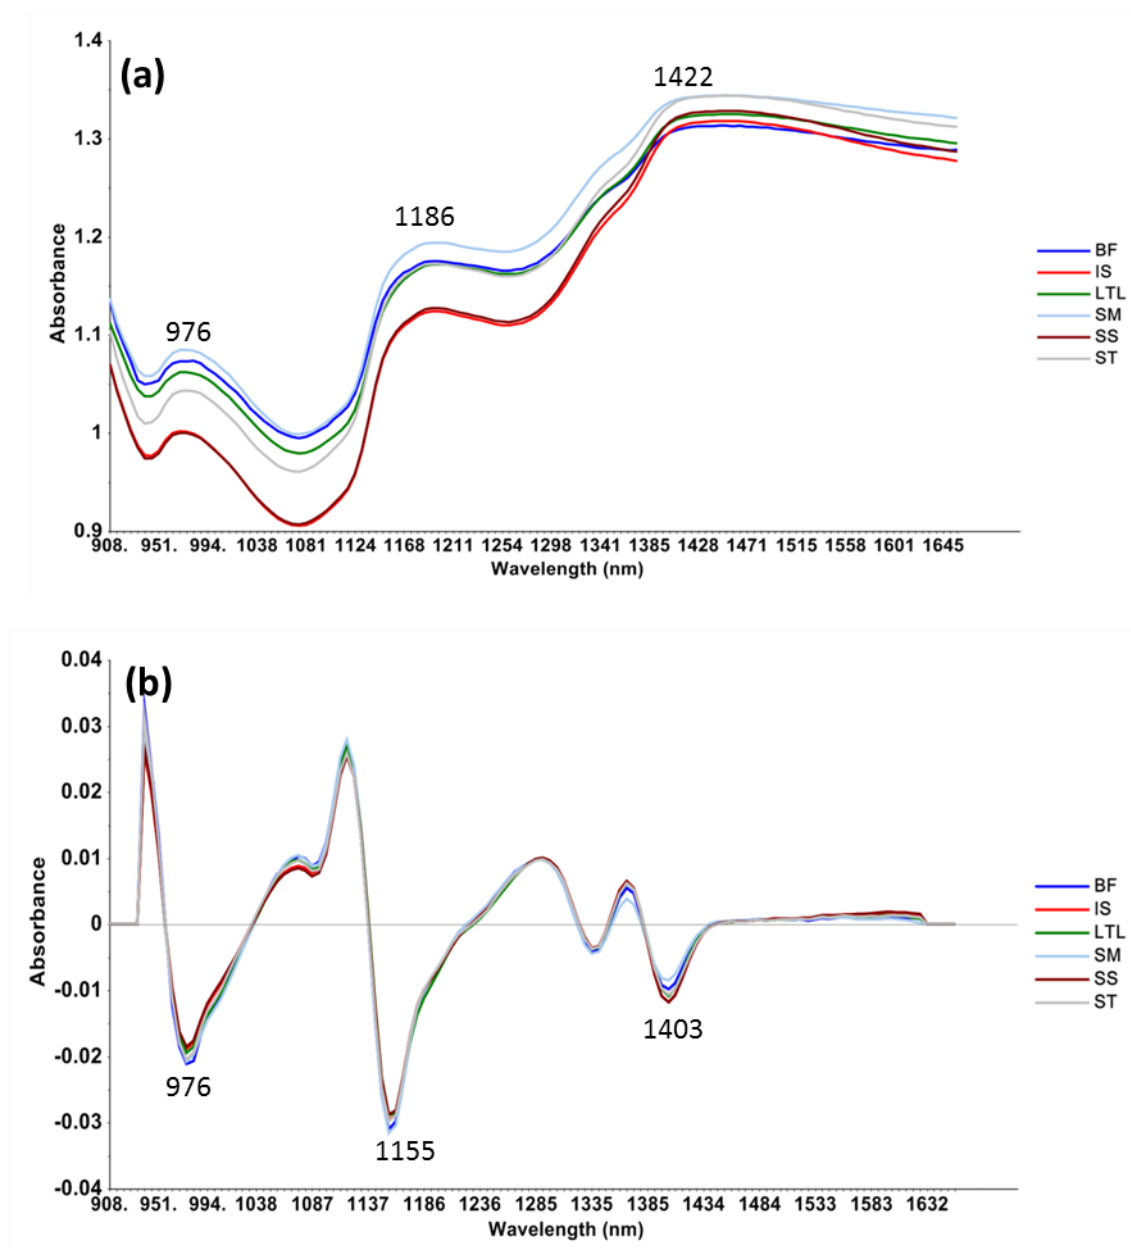 (a)
1.4
1.3
1.2
1.1
1
0.9
Absorbance
976
1186
1422
908. 951. 994. 1038 1081 1124 1168 1211 1254 1298 1341 1385 1428 1471 1515 1558 1601 1645
Wavelength (nm)
BF
IS
LTL
SM
SS
ST
(b)
0.04
0.03
0.02
0.01
0
-0.01
-0.02
-0.03
-0.04
Absorbance
976
1155
1403
908. 951. 994. 1038 1087 1137 1186 1236 1285 1335 1385 1434 1484 1533 1583 1632
Wavelength (nm)
BF
IS
LTL
SM
SS
ST